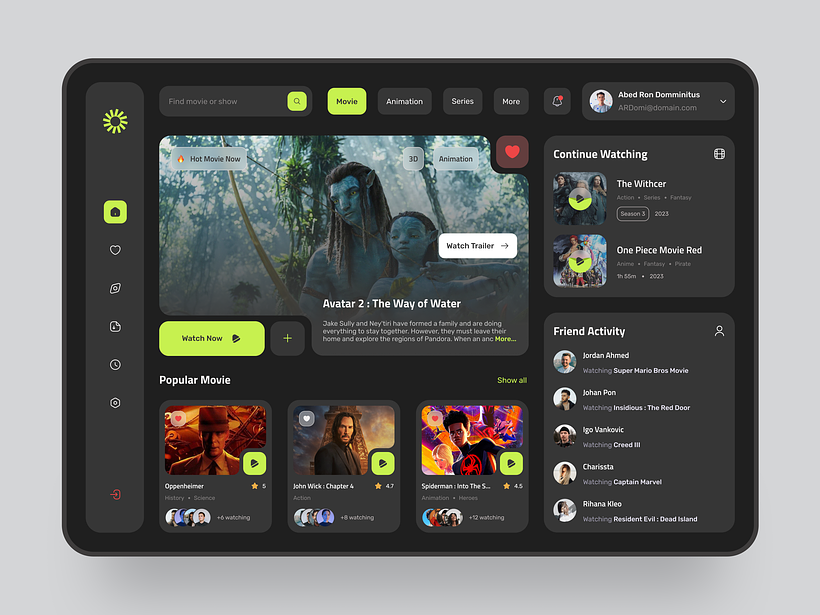 Find movie or show
Movie
Animation
Series
More
Abed Ron Domminitus
ARDomi@domain.com
🔥 Hot Movie Now
3D
Animation
Watch Trailer →
Avatar 2 : The Way of Water
Jake Sully and Ney'tiri have formed a family and are doing
everything to stay together. However, they must leave their
home and explore the regions of Pandora. When an anc More...
Watch Now
+
Continue Watching
The Withcer
Action • Series • Fantasy
Season 3
2023
One Piece Movie Red
Anime • Fantasy • Pirate
1h 55m • 2023
Popular Movie
Show all
Oppenheimer
5
History • Science
+6 watching
John Wick : Chapter 4
4.7
Action
+8 watching
Spiderman : Into The S...
4.5
Animation • Heroes
+12 watching
Friend Activity
Jordan Ahmed
Watching Super Mario Bros Movie
Johan Pon
Watching Insidious : The Red Door
Igo Vankovic
Watching Creed III
Charissta
Watching Captain Marvel
Rihana Kleo
Watching Resident Evil : Dead Island